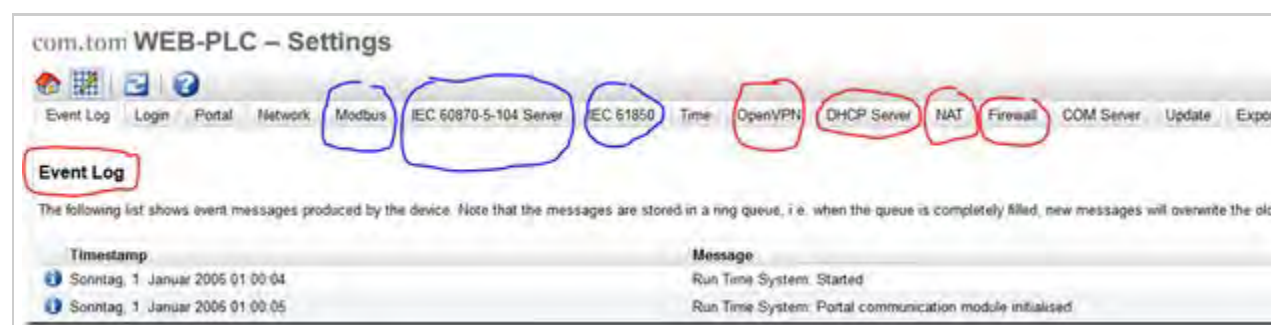 com.tom WEB-PLC – Settings
Event Log Login Portal Network Modbus IEC 60870-5-104 Server IEC 61850 Time OpenVPN DHCP Server NAT Firewall COM Server Update Expo
Event Log
The following list shows event messages produced by the device. Note that the messages are stored in a ring queue, i.e. when the queue is completely filled, new messages will overwrite the old
Timestamp Message
Sonntag, 1. Januar 2006 01:00:04 Run Time System: Started
Sonntag, 1. Januar 2006 01:00:05 Run Time System: Portal communication module initialised